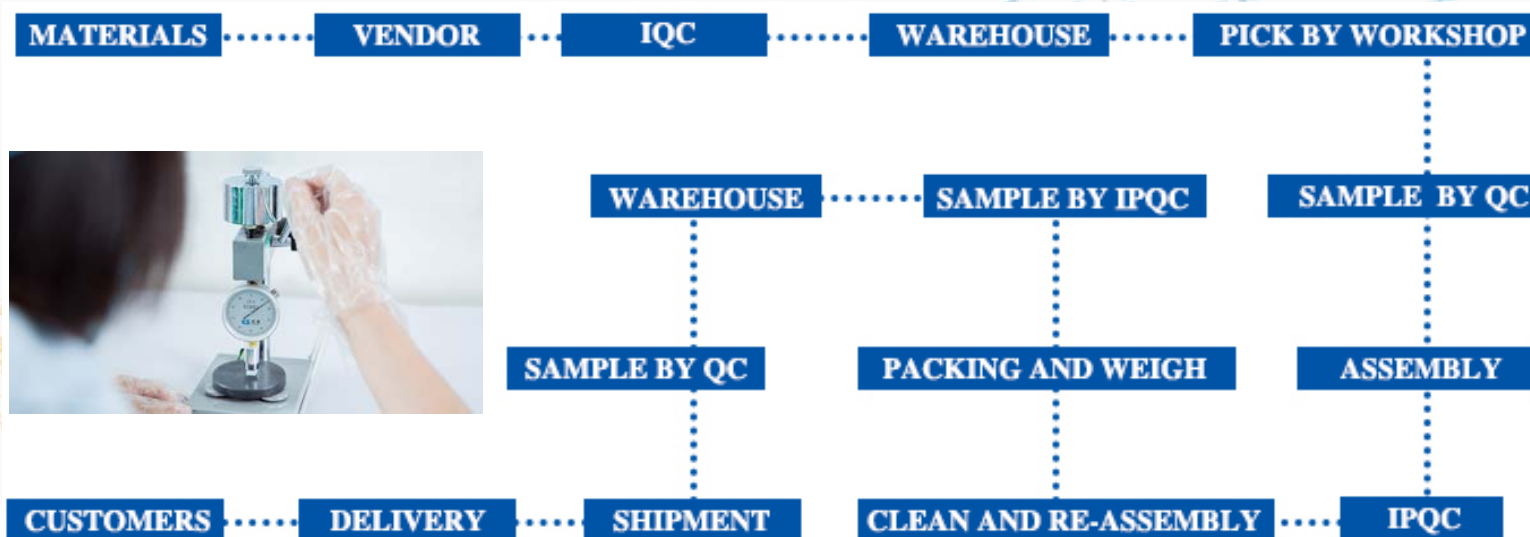 MATERIALS
VENDOR
IQC
WAREHOUSE
PICK BY WORKSHOP
WAREHOUSE
SAMPLE BY IPQC
SAMPLE BY QC
SAMPLE BY QC
PACKING AND WEIGH
ASSEMBLY
CUSTOMERS
DELIVERY
SHIPMENT
CLEAN AND RE-ASSEMBLY
IPQC